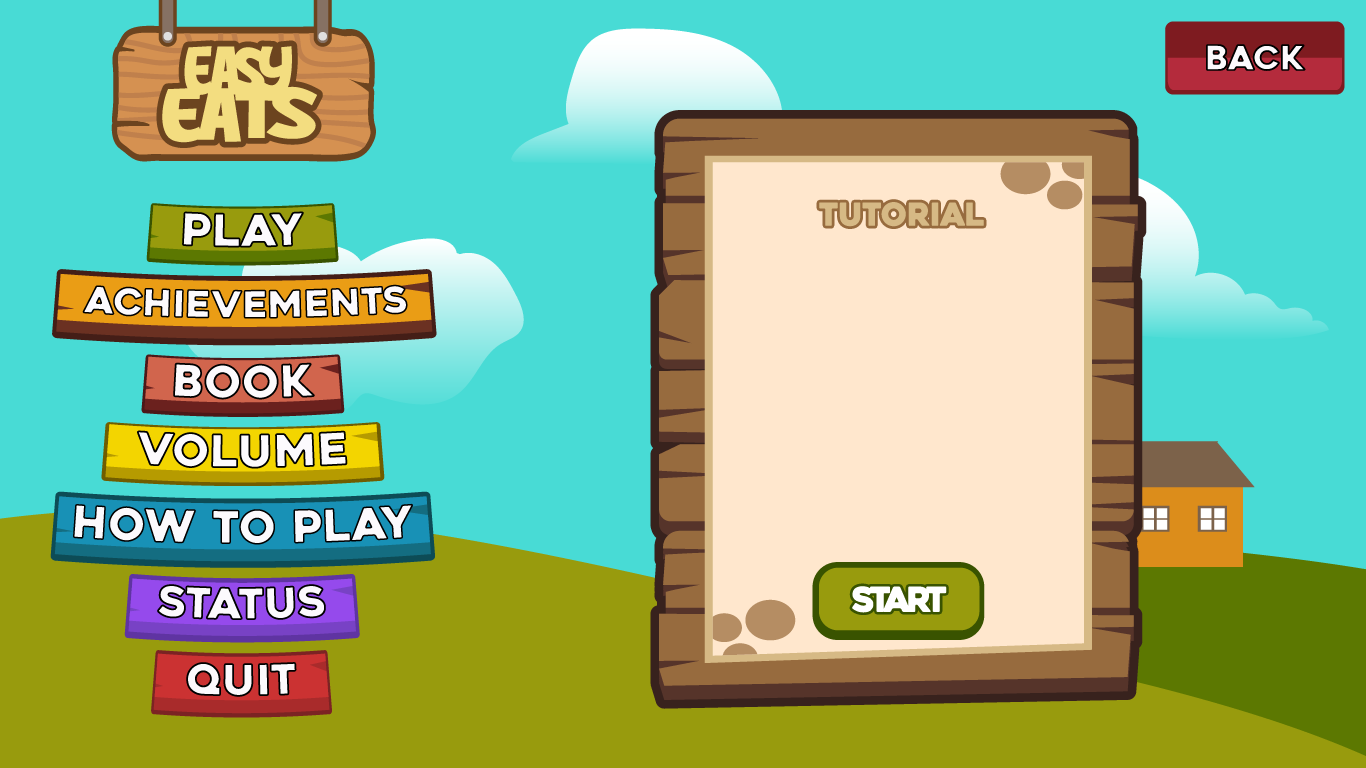 EASY
EATS
PLAY
ACHIEVEMENTS
BOOK
VOLUME
HOW TO PLAY
STATUS
QUIT
TUTORIAL
START
BACK